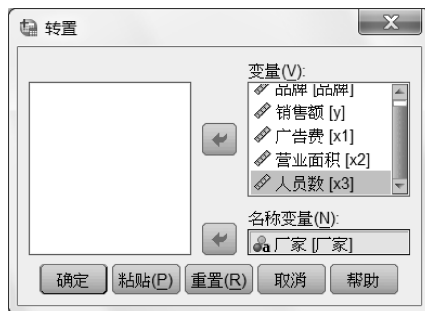 转置
变量(V):
品牌 [品牌]
销售额 [y]
广告费 [x1]
营业面积 [x2]
人员数 [x3]
名称变量(N):
厂家 [厂家]
确定
粘贴(P)
重置(R)
取消
帮助